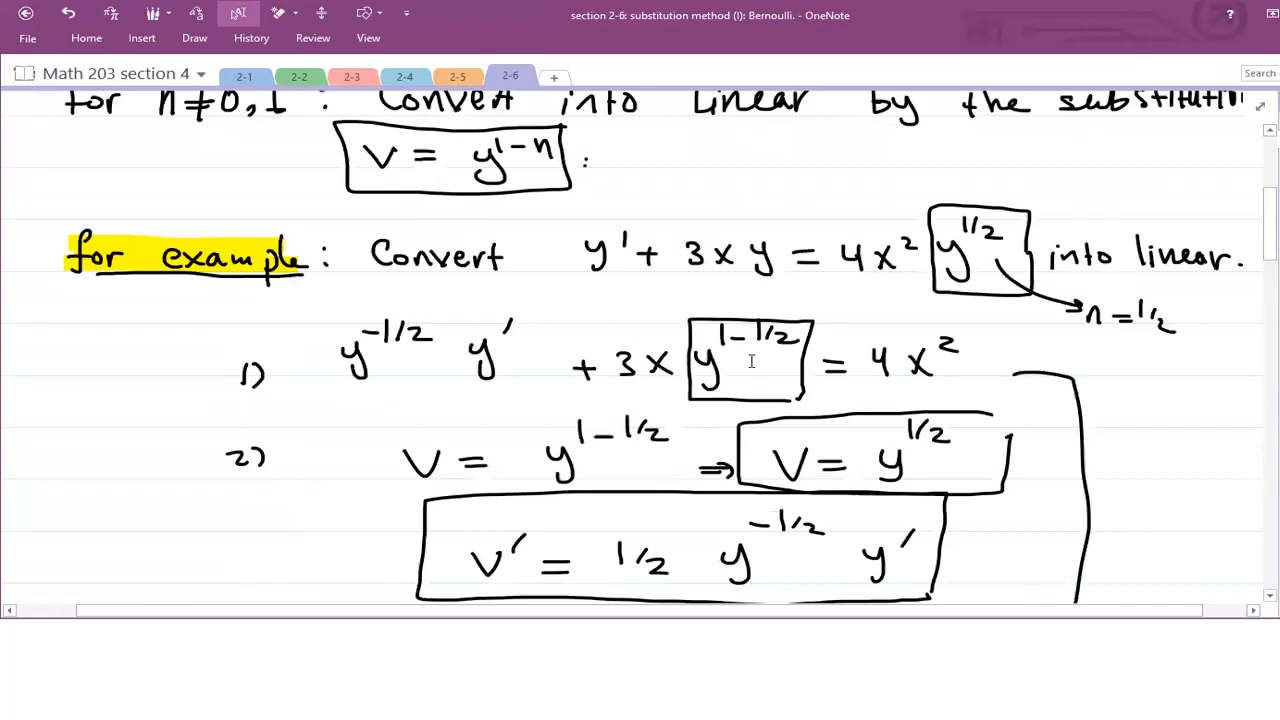 section 2-6: substitution method (I): Bernoulli. - OneNote
?
File Home Insert Draw History Review View
Math 203 section 4 2-1 2-2 2-3 2-4 2-5 2-6 + Search
for n ≠ 0, 1 : Convert into linear by the substitution
V = y^{1-n} :
for example : Convert y' + 3xy = 4x² y^{1/2} into linear.
n = 1/2
1) y^{-1/2} y' + 3x y^{1-1/2} = 4x²
2) V = y^{1-1/2} ⇒ V = y^{1/2}
V' = 1/2 y^{-1/2} y'